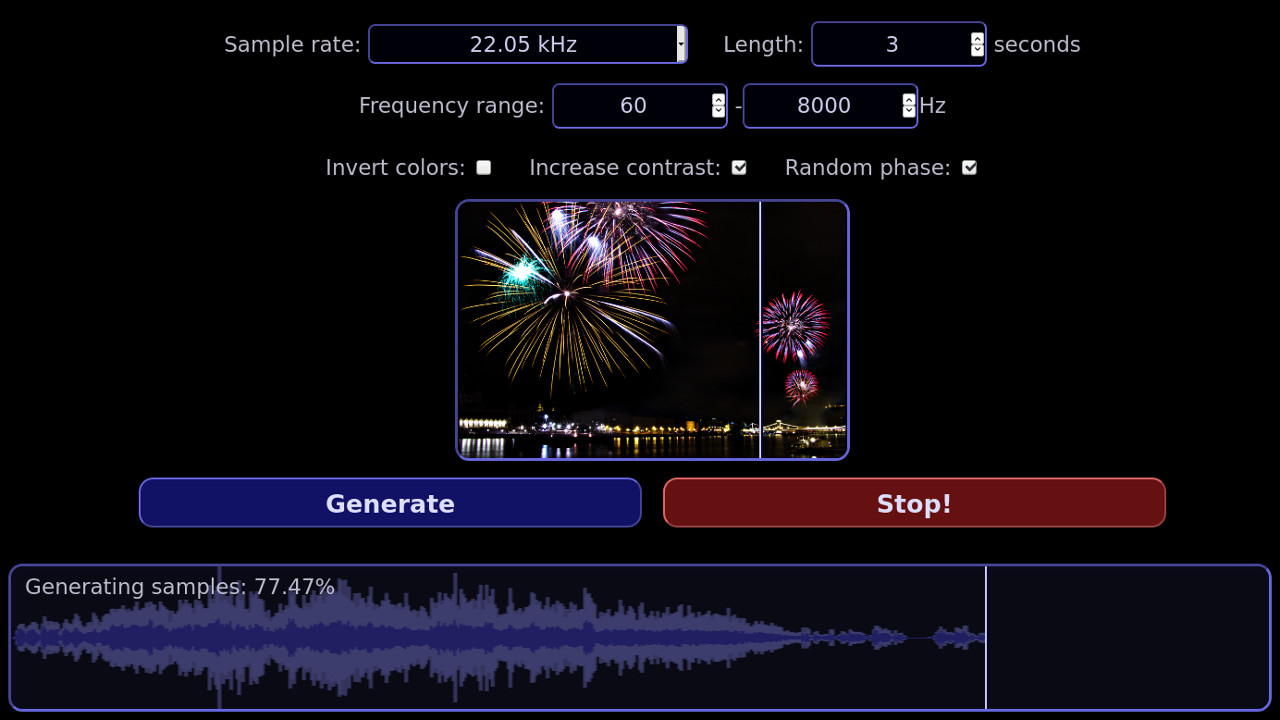 Sample rate: 22.05 kHz Length: 3 seconds
Frequency range: 60 - 8000 Hz
Invert colors: Increase contrast: Random phase:
Generate Stop!
Generating samples: 77.47%